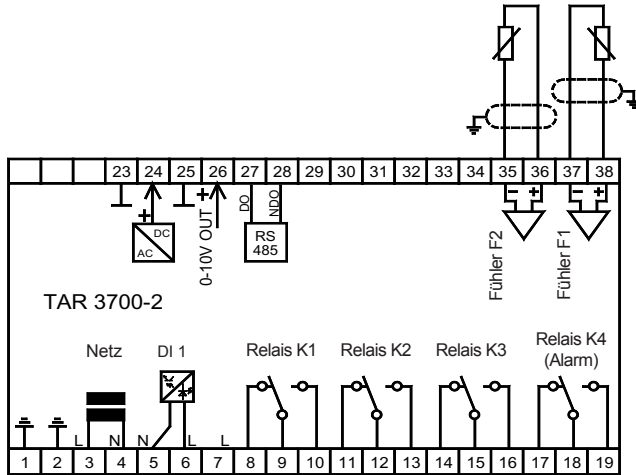 23 24 25 26 27 28 29 30 31 32 33 34 35 36 37 38
+ + DO NDO - + - +
DC
AC
0-10V OUT
RS
485
Fühler F2
Fühler F1
TAR 3700-2
Netz DI 1 Relais K1 Relais K2 Relais K3 Relais K4
(Alarm)
L N N L L
1 2 3 4 5 6 7 8 9 10 11 12 13 14 15 16 17 18 19